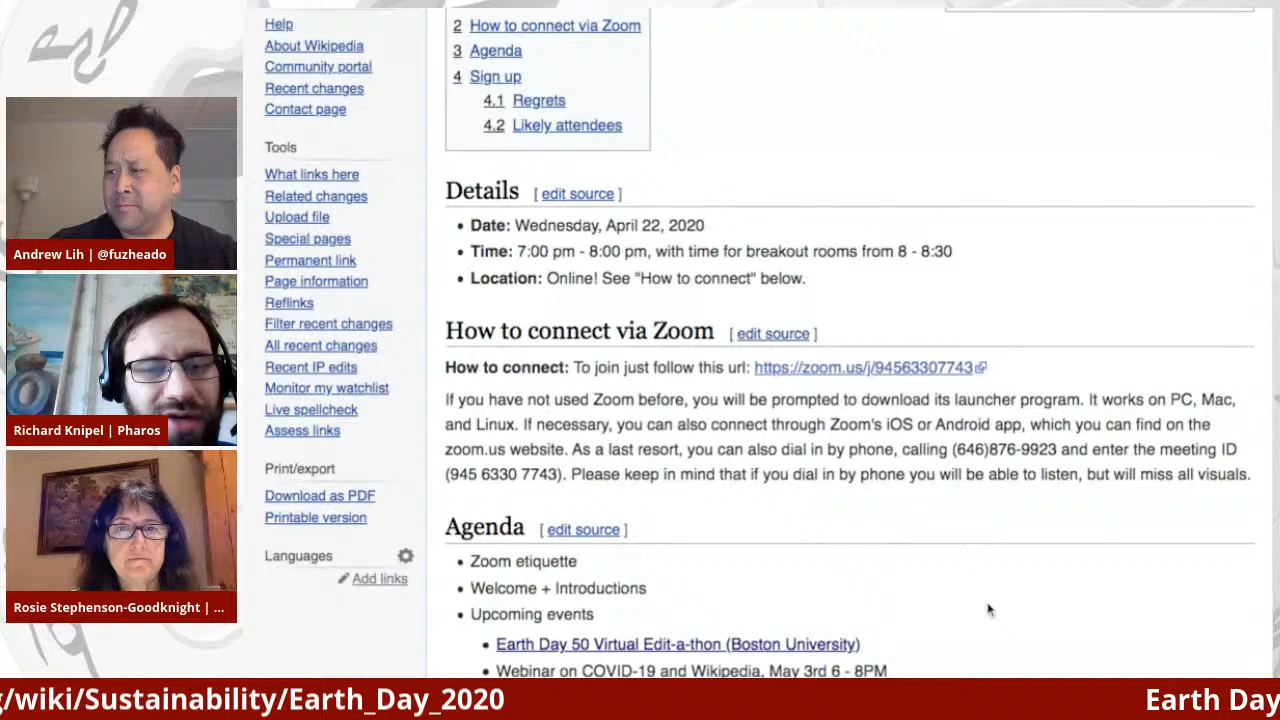 Help
About Wikipedia
Community portal
Recent changes
Contact page
Tools
What links here
Related changes
Upload file
Special pages
Permanent link
Page information
Reflinks
Filter recent changes
All recent changes
Recent IP edits
Monitor my watchlist
Live spellcheck
Assess links
Print/export
Download as PDF
Printable version
Languages
Add links
2 How to connect via Zoom
3 Agenda
4 Sign up
4.1 Regrets
4.2 Likely attendees
Details [ edit source ]
• Date: Wednesday, April 22, 2020
• Time: 7:00 pm - 8:00 pm, with time for breakout rooms from 8 - 8:30
• Location: Online! See "How to connect" below.
How to connect via Zoom [ edit source ]
How to connect: To join just follow this url: https://zoom.us/j/94563307743
If you have not used Zoom before, you will be prompted to download its launcher program. It works on PC, Mac,
and Linux. If necessary, you can also connect through Zoom's iOS or Android app, which you can find on the
zoom.us website. As a last resort, you can also dial in by phone, calling (646)876-9923 and enter the meeting ID
(945 6330 7743). Please keep in mind that if you dial in by phone you will be able to listen, but will miss all visuals.
Agenda [ edit source ]
• Zoom etiquette
• Welcome + Introductions
• Upcoming events
• Earth Day 50 Virtual Edit-a-thon (Boston University)
• Webinar on COVID-19 and Wikipedia, May 3rd 6 - 8PM
Andrew Lih | @fuzheado
Richard Knipel | Pharos
Rosie Stephenson-Goodknight | ...
g/wiki/Sustainability/Earth_Day_2020
Earth Day